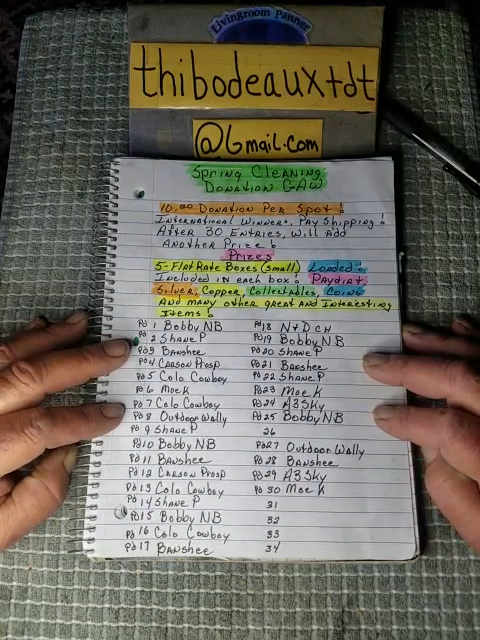 Livingroom Panner
thibodeauxtdt
@Gmail.com
Spring Cleaning
Donation GAW
10.00 Donation Per Spot!
International Winners, Pay Shipping!
After 30 Entries, Will Add
Another Prize!
Prizes
5-Flat Rate Boxes (small) Loaded!
Included in each box! Paydirt,
Silver, Copper, Collectables, Coins
And many other great and Interesting
Items!
Pd 1 Bobby NB
Pd 2 Shane P
Pd 3 Banshee
Pd 4 Carson Prosp
Pd 5 Colo Cowboy
Pd 6 Moe K
Pd 7 Colo Cowboy
Pd 8 Outdoor Wally
Pd 9 Shane P
Pd 10 Bobby NB
Pd 11 Banshee
Pd 12 Carson Prosp
Pd 13 Colo Cowboy
Pd 14 Shane P
Pd 15 Bobby NB
Pd 16 Colo Cowboy
Pd 17 Banshee
Pd 18 N+D CH
Pd 19 Bobby NB
Pd 20 Shane P
Pd 21 Banshee
Pd 22 Shane P
Pd 23 Moe K
Pd 24 A3Sky
Pd 25 Bobby NB
26
Pd 27 Outdoor Wally
Pd 28 Banshee
Pd 29 A3Sky
Pd 30 Moe K
31
32
33
34